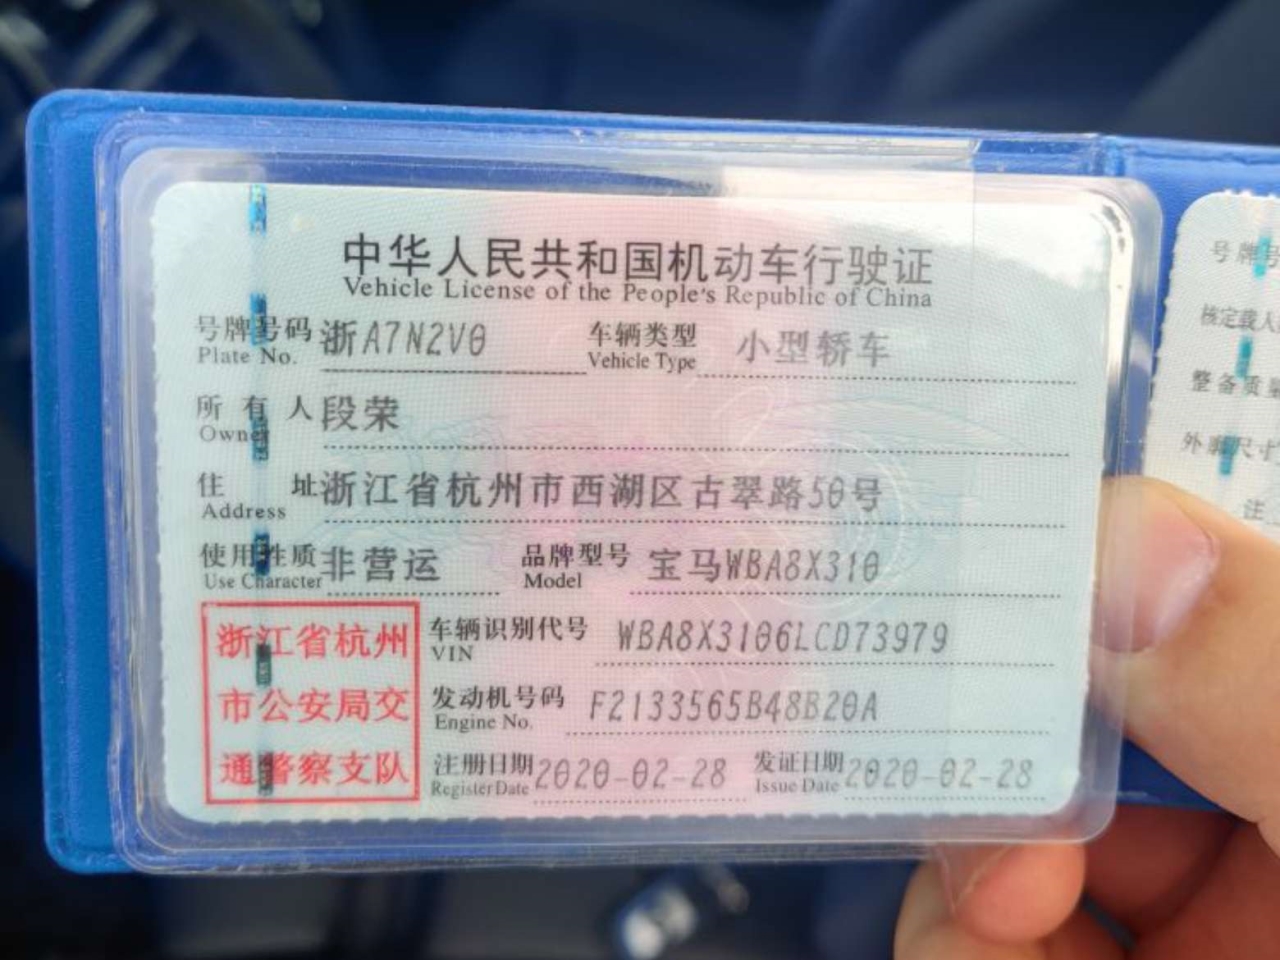 中华人民共和国机动车行驶证
Vehicle License of the People's Republic of China
号牌号码 浙A7N2V0 车辆类型 小型轿车
Plate No. Vehicle Type
所有人 段荣
Owner
住址 浙江省杭州市西湖区古翠路50号
Address
使用性质 非营运 品牌型号 宝马WBA8X310
Use Character Model
浙江省杭州
市公安局交
通警察支队
车辆识别代号 WBA8X3106LCD73979
VIN
发动机号码 F2133565B48B20A
Engine No.
注册日期 2020-02-28 发证日期 2020-02-28
Register Date Issue Date
号牌号
核定载人
整备质量
外廓尺寸